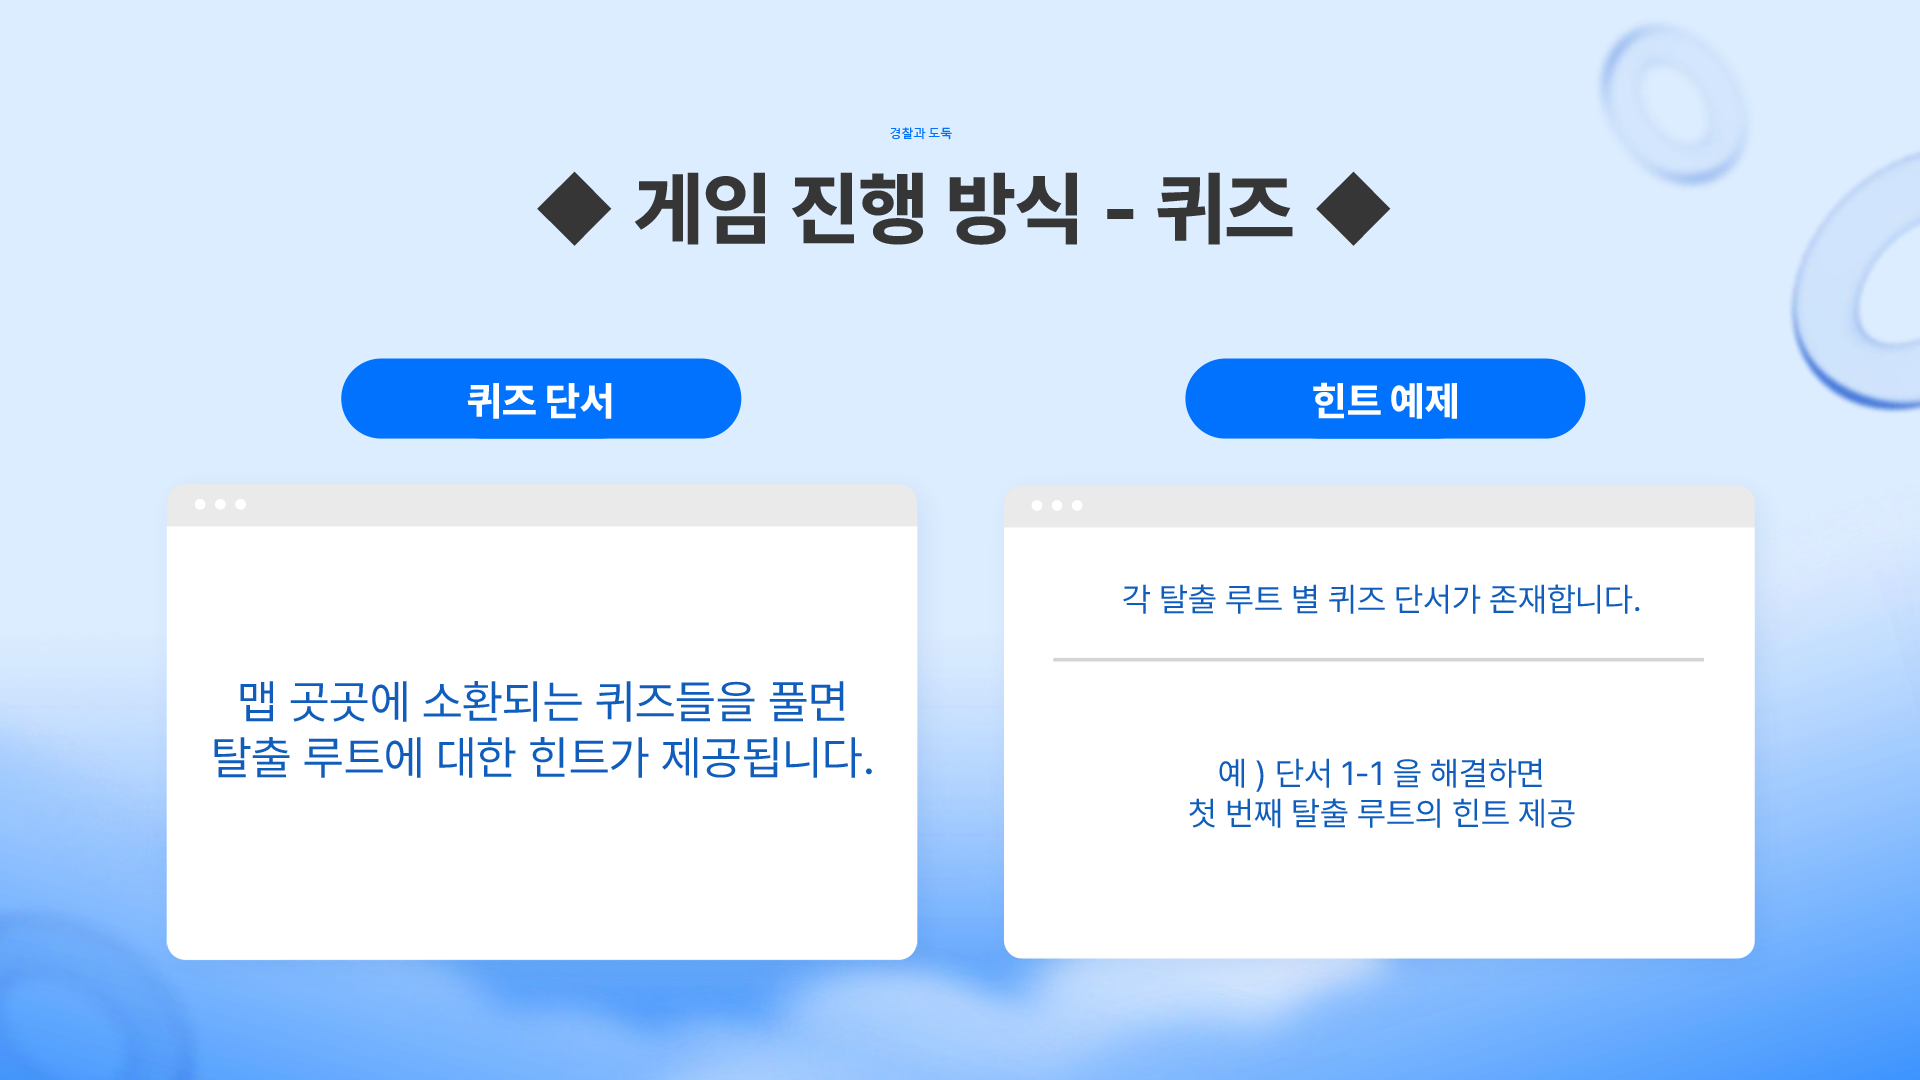 경찰과 도둑
◆ 게임 진행 방식 - 퀴즈 ◆
퀴즈 단서
맵 곳곳에 소환되는 퀴즈들을 풀면
탈출 루트에 대한 힌트가 제공됩니다.
힌트 예제
각 탈출 루트 별 퀴즈 단서가 존재합니다.
예 ) 단서 1-1 을 해결하면
첫 번째 탈출 루트의 힌트 제공